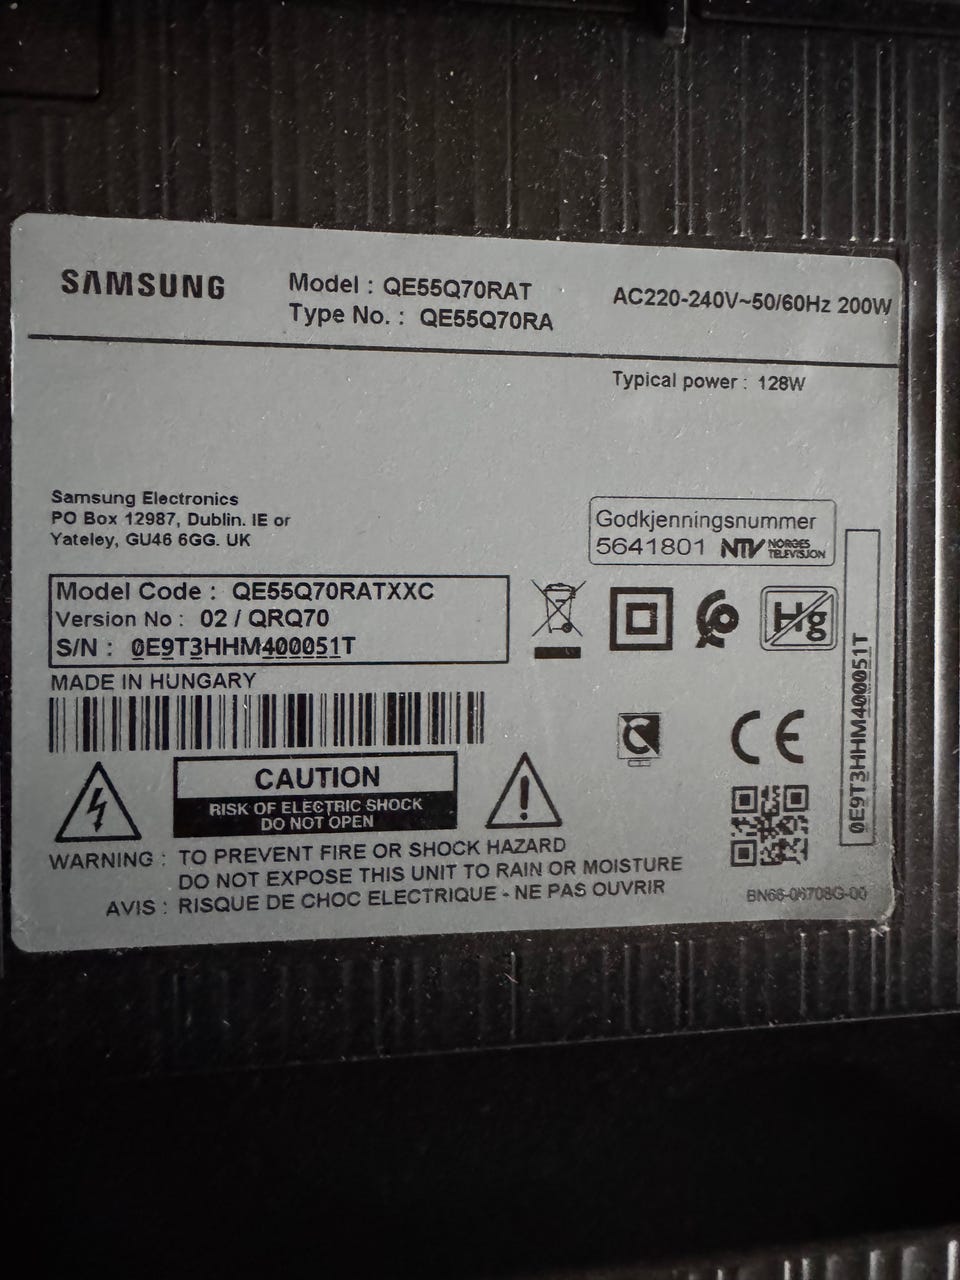 SAMSUNG
Model : QE55Q70RAT
Type No. : QE55Q70RA
AC220-240V~50/60Hz 200W
Typical power : 128W
Samsung Electronics
PO Box 12987, Dublin. IE or
Yateley, GU46 6GG. UK
Godkjenningsnummer
5641801 NTV NORGES
TELEVISJON
Model Code : QE55Q70RATXXC
Version No : 02 / QRQ70
S/N : 0E9T3HHM400051T
MADE IN HUNGARY
Hg
0E9T3HHM400051T
CE
CAUTION
RISK OF ELECTRIC SHOCK
DO NOT OPEN
WARNING : TO PREVENT FIRE OR SHOCK HAZARD
DO NOT EXPOSE THIS UNIT TO RAIN OR MOISTURE
AVIS : RISQUE DE CHOC ELECTRIQUE - NE PAS OUVRIR